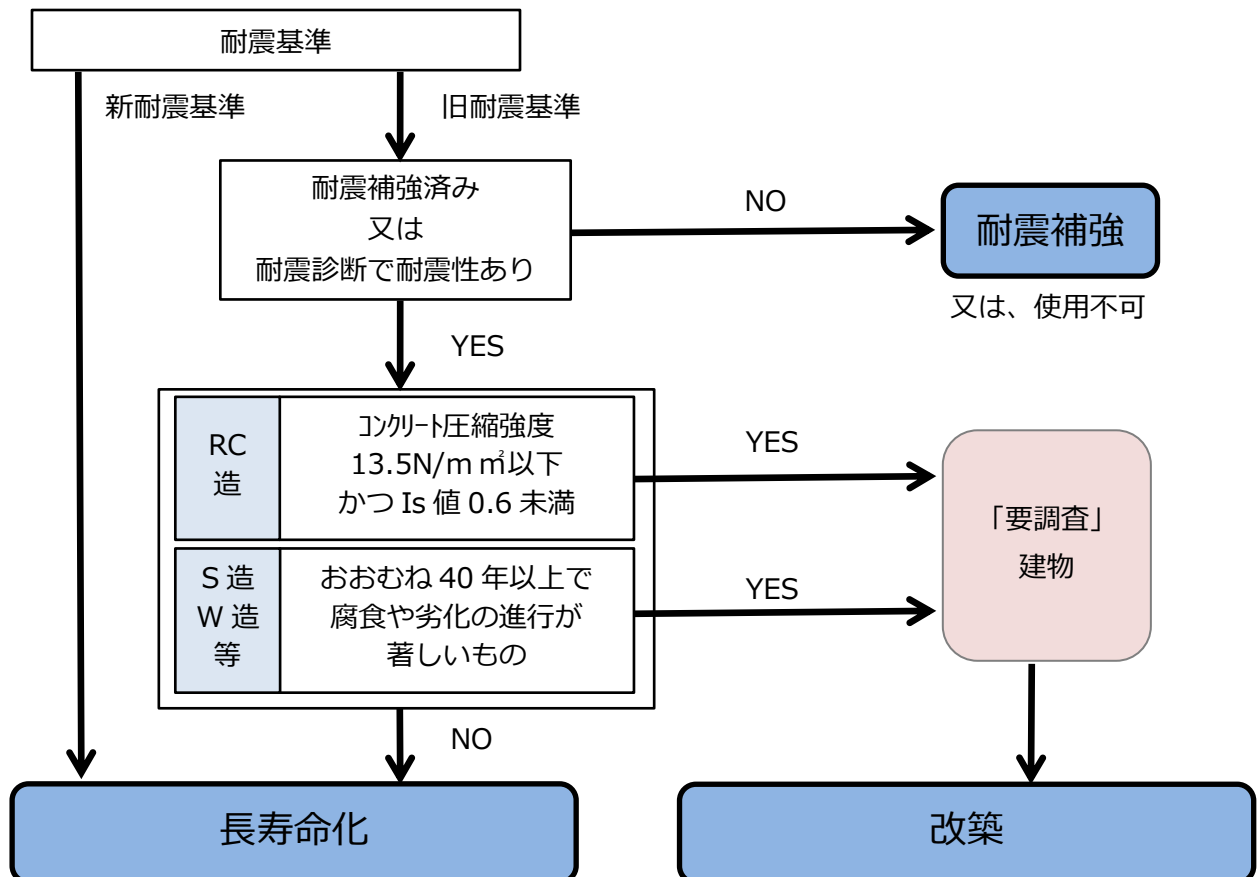 耐震基準
新耐震基準
旧耐震基準
耐震補強済み
又は
耐震診断で耐震性あり
NO
耐震補強
又は、使用不可
YES
RC
造
ｺﾝｸﾘｰﾄ圧縮強度
13.5N/m㎡以下
かつ Is 値 0.6 未満
YES
「要調査」
建物
S 造
W 造
等
おおむね 40 年以上で
腐食や劣化の進行が
著しいもの
YES
NO
長寿命化
改築